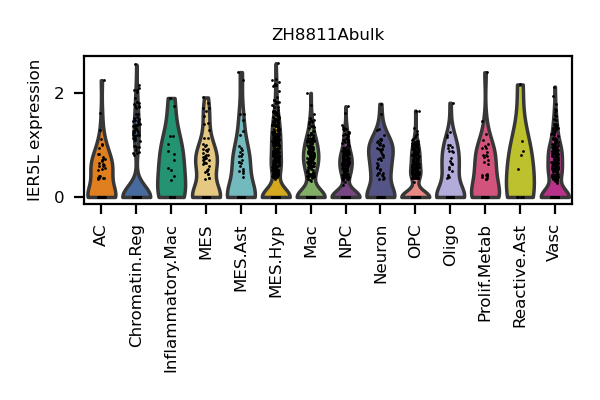 ZH8811Abulk
IER5L expression
2
0
AC
Chromatin.Reg
Inflammatory.Mac
MES
MES.Ast
MES.Hyp
Mac
NPC
Neuron
OPC
Oligo
Prolif.Metab
Reactive.Ast
Vasc